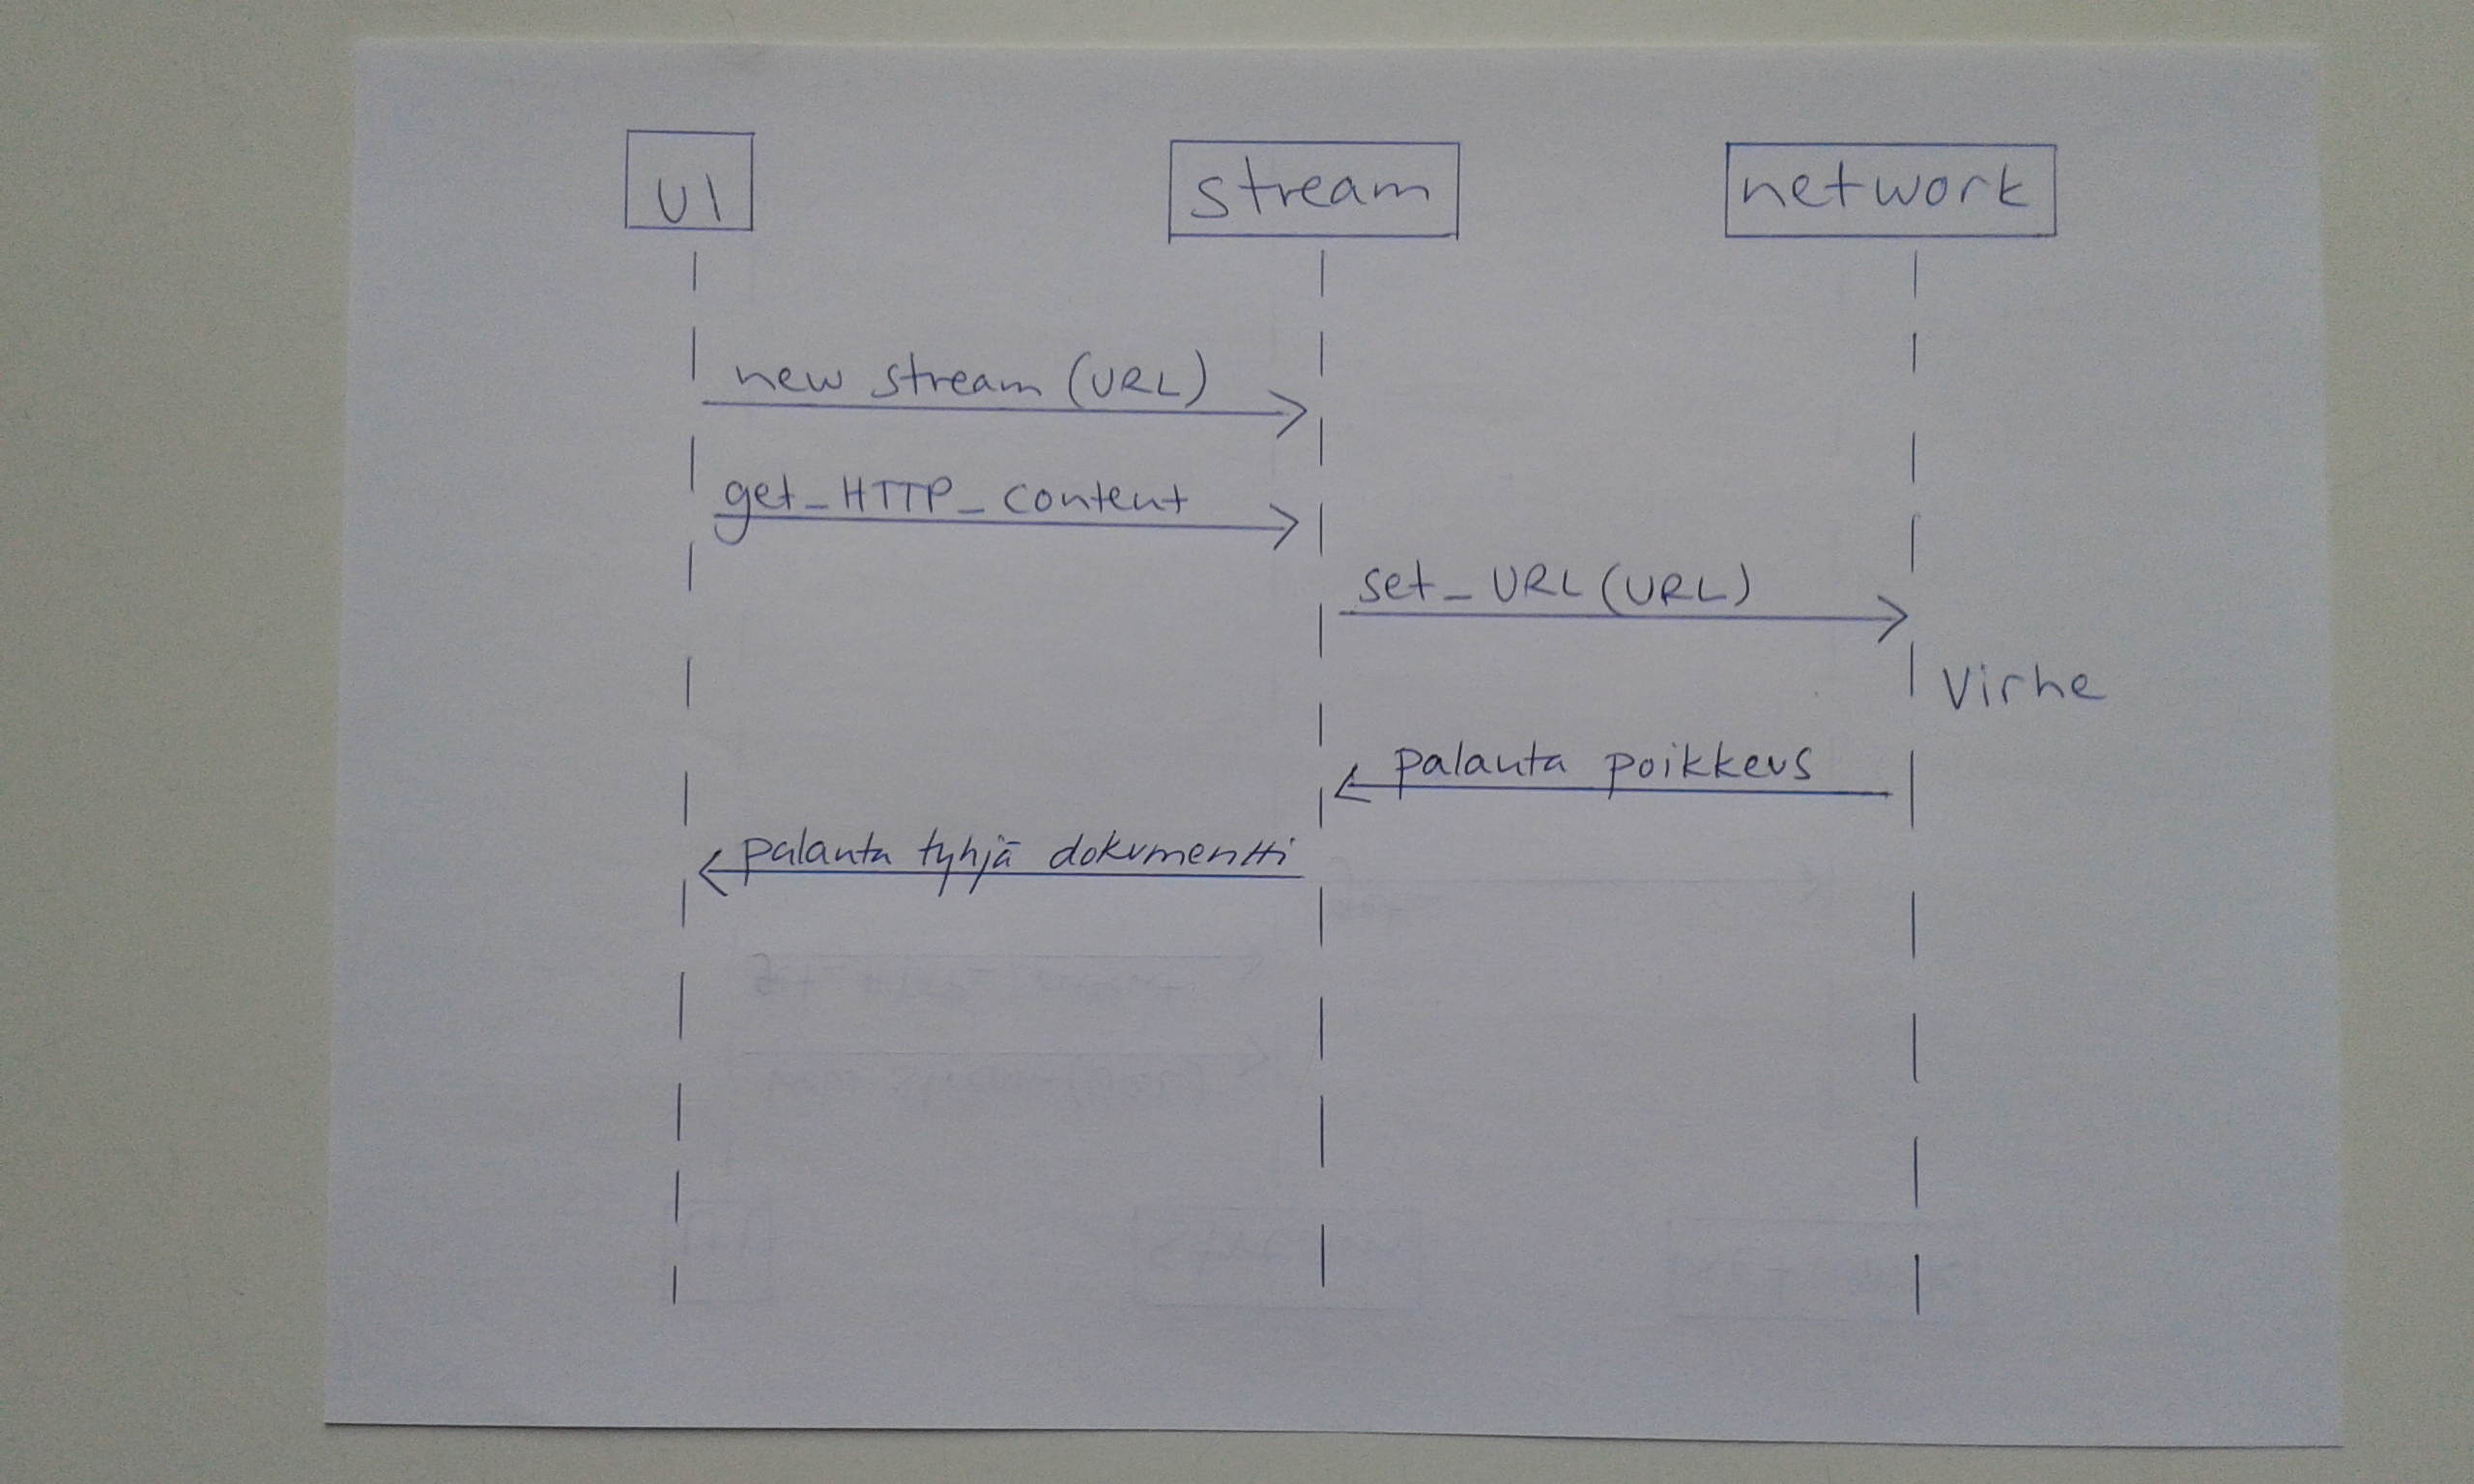 UI
stream
network
new stream (URL)
get_HTTP_content
set_URL (URL)
Virhe
palauta poikkeus
palauta tyhjä dokumentti